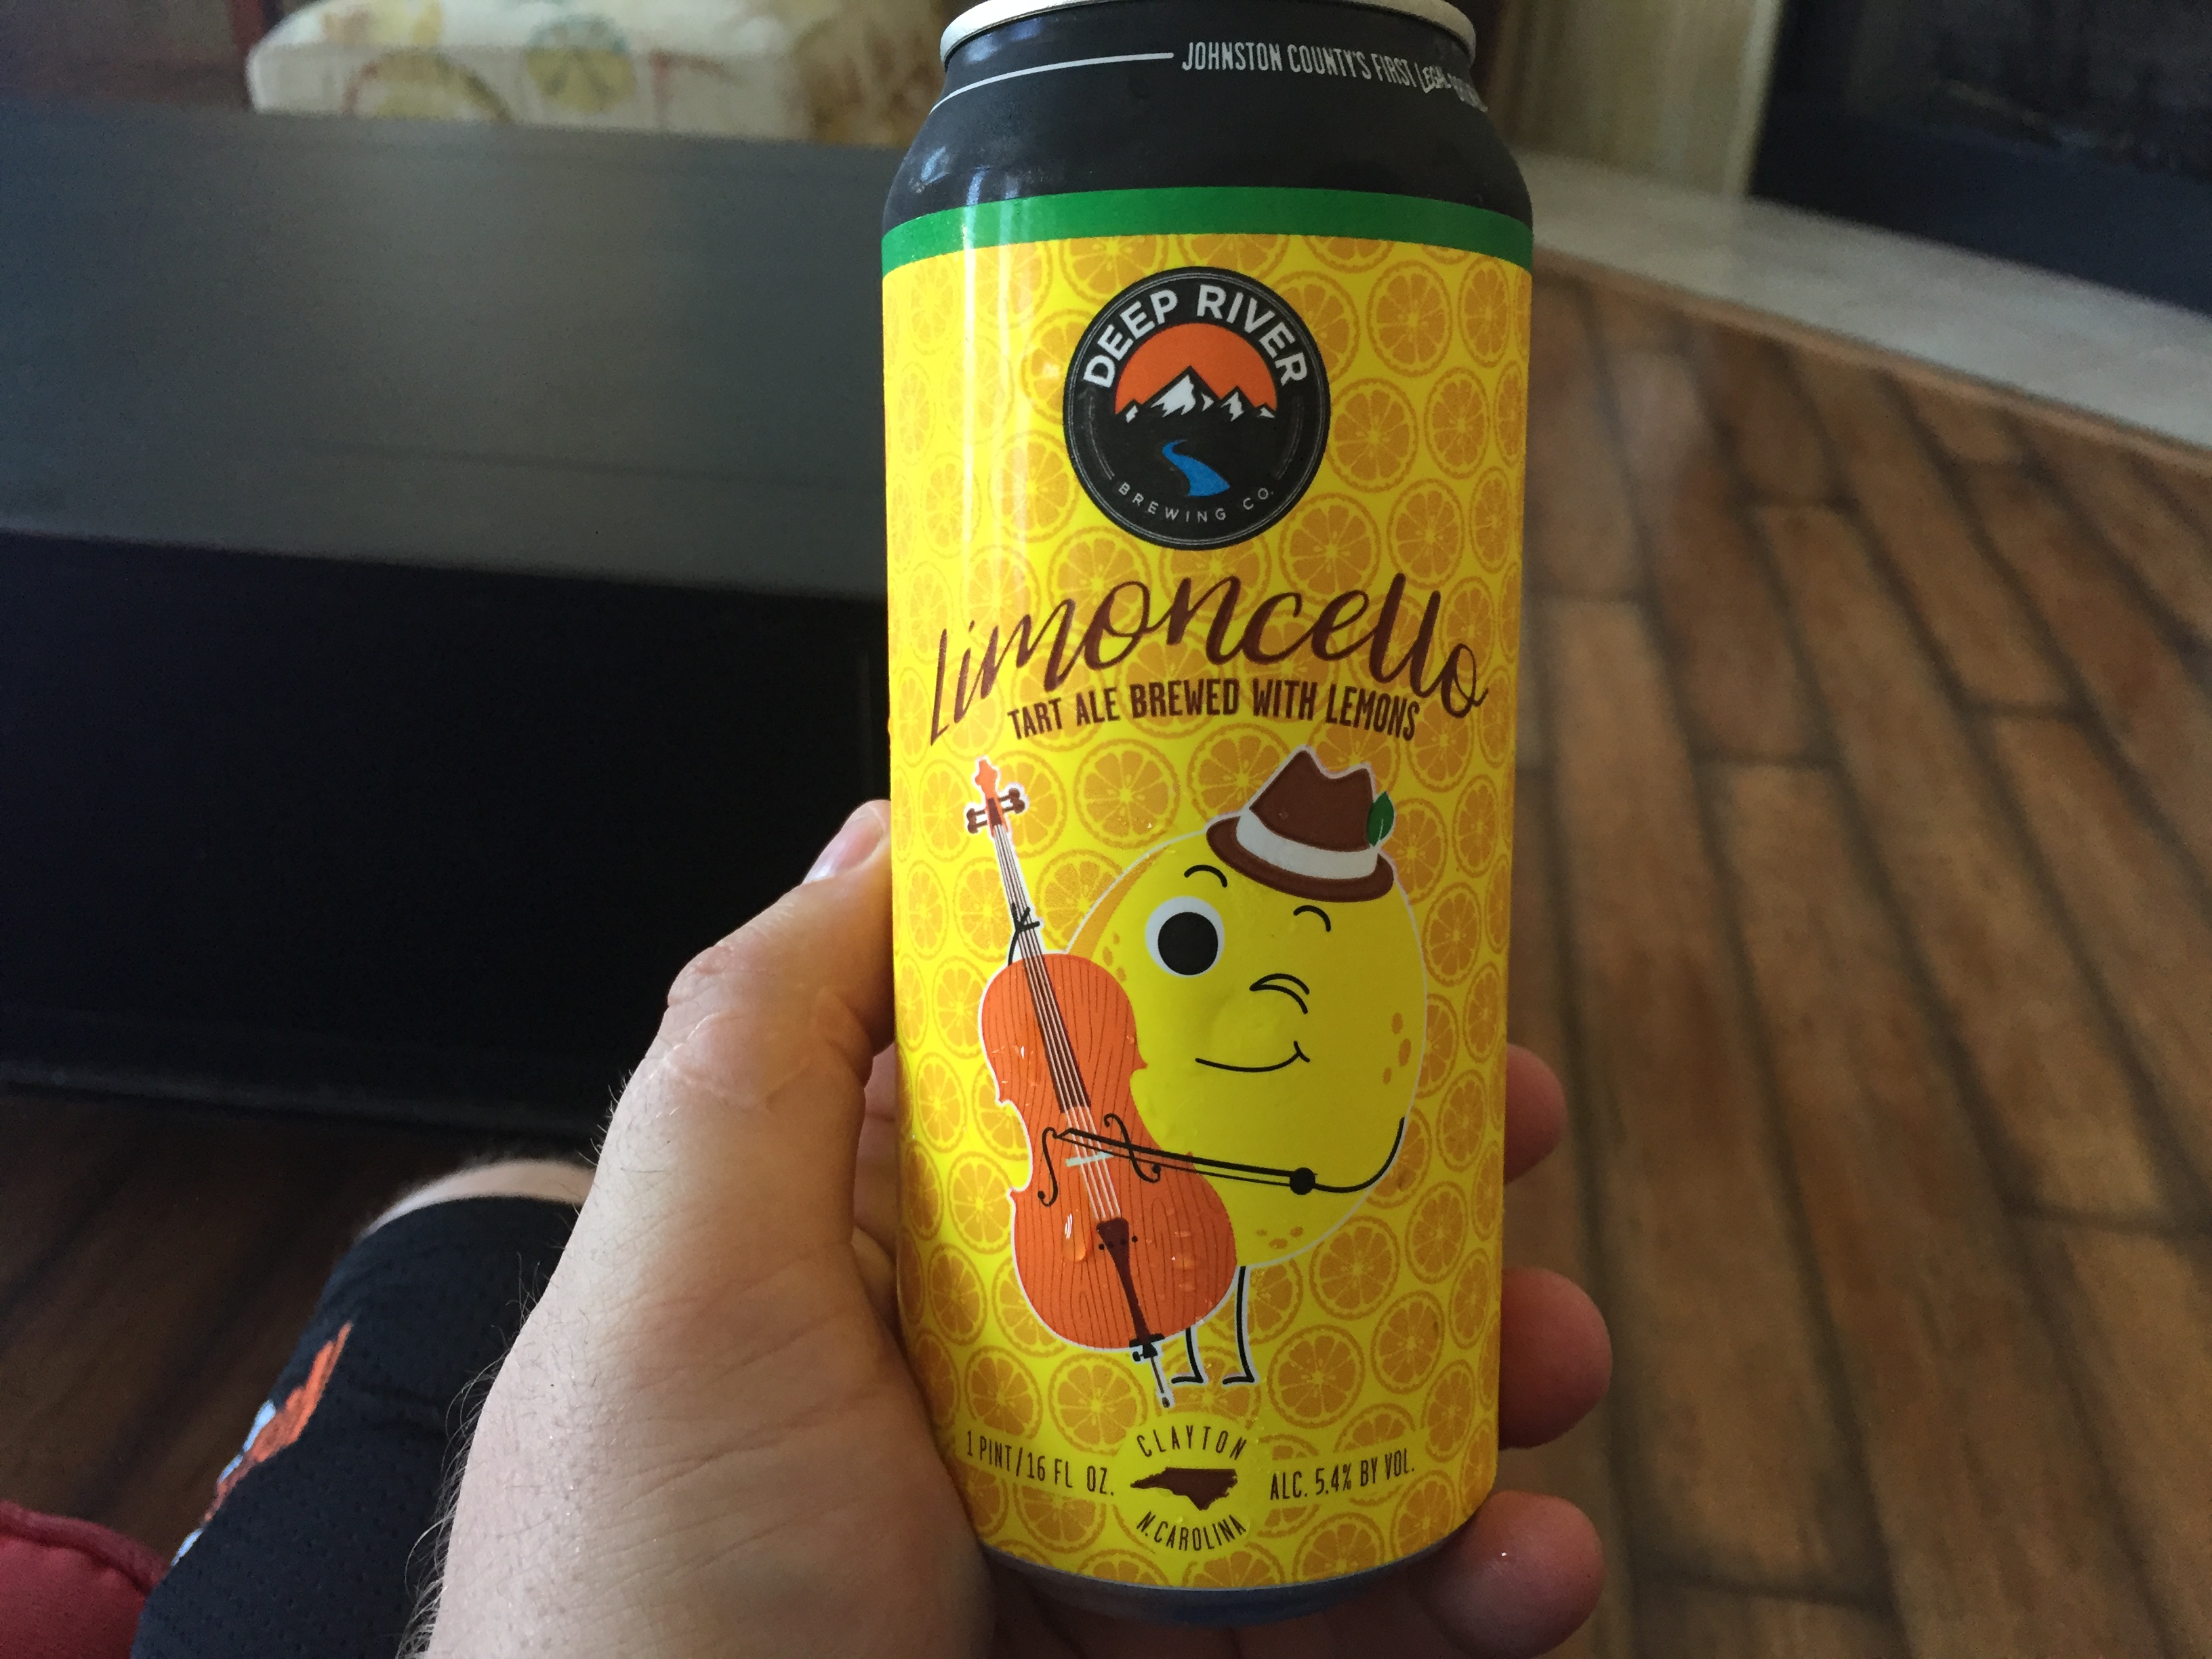 JOHNSTON COUNTY'S FIRST LEGAL
DEEP RIVER
BREWING CO.
Limoncello
TART ALE BREWED WITH LEMONS
1 PINT/16 FL OZ.
CLAYTON
N. CAROLINA
ALC. 5.4% BY VOL.